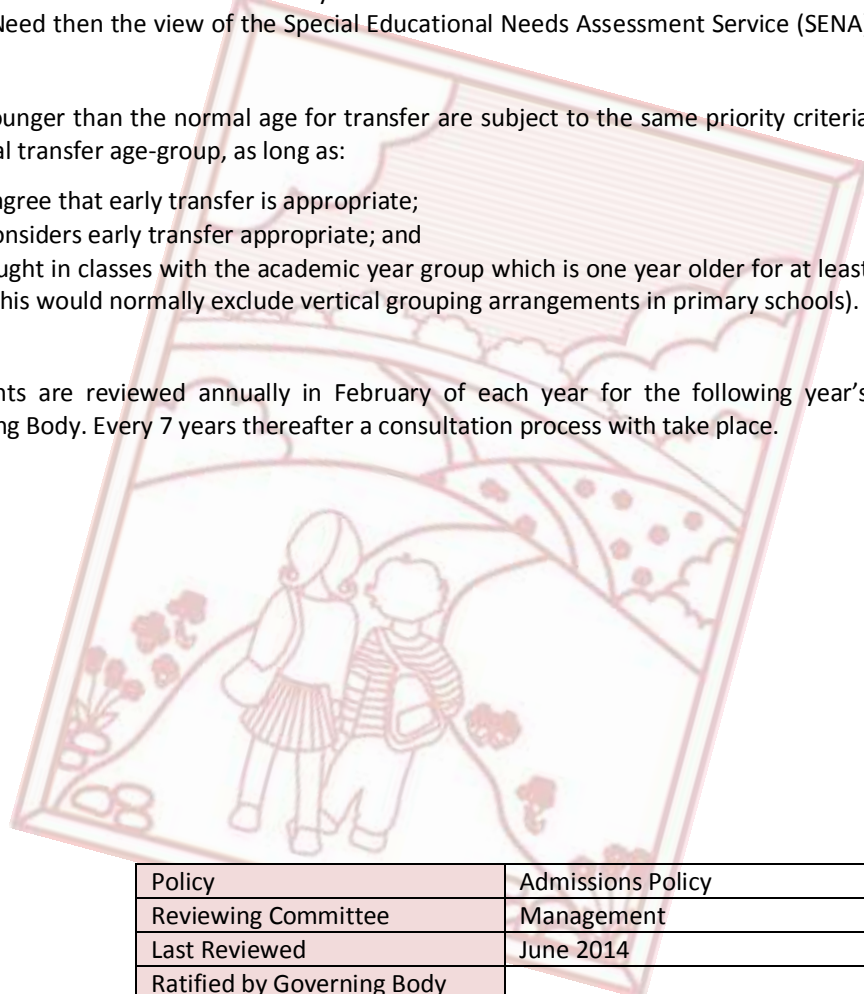 Need then the view of the Special Educational Needs Assessment Service (SENA
ounger than the normal age for transfer are subject to the same priority criteria
al transfer age-group, as long as:
agree that early transfer is appropriate;
onsiders early transfer appropriate; and
ught in classes with the academic year group which is one year older for at least
his would normally exclude vertical grouping arrangements in primary schools).
nts are reviewed annually in February of each year for the following year's
ng Body. Every 7 years thereafter a consultation process with take place.
Policy Admissions Policy
Reviewing Committee Management
Last Reviewed June 2014
Ratified by Governing Body